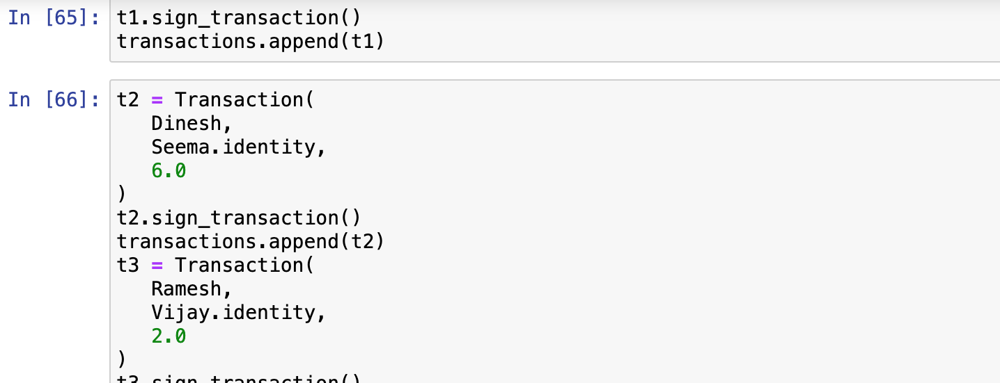 In [65]: t1.sign_transaction()
transactions.append(t1)
In [66]: t2 = Transaction(
Dinesh,
Seema.identity,
6.0
)
t2.sign_transaction()
transactions.append(t2)
t3 = Transaction(
Ramesh,
Vijay.identity,
2.0
)
t3.sign_transaction()